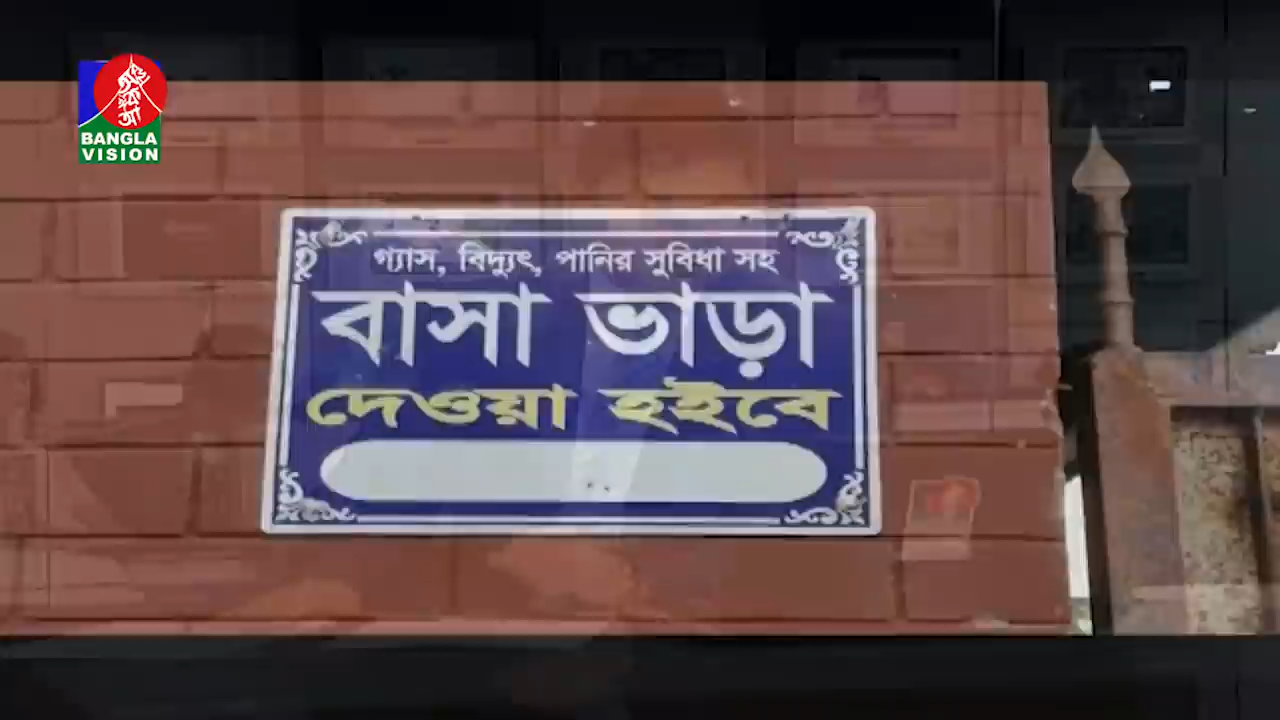 BANGLA
VISION
গ্যাস, বিদ্যুৎ, পানির সুবিধা সহ
বাসা ভাড়া
দেওয়া হইবে